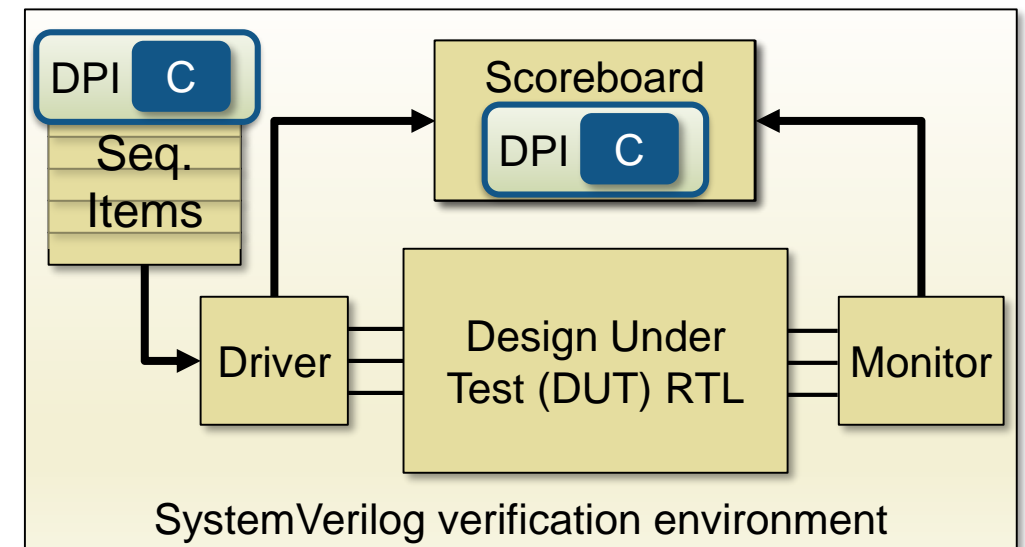 DPI C
Seq.
Items
Scoreboard
DPI C
Driver
Design Under
Test (DUT) RTL
Monitor
SystemVerilog verification environment